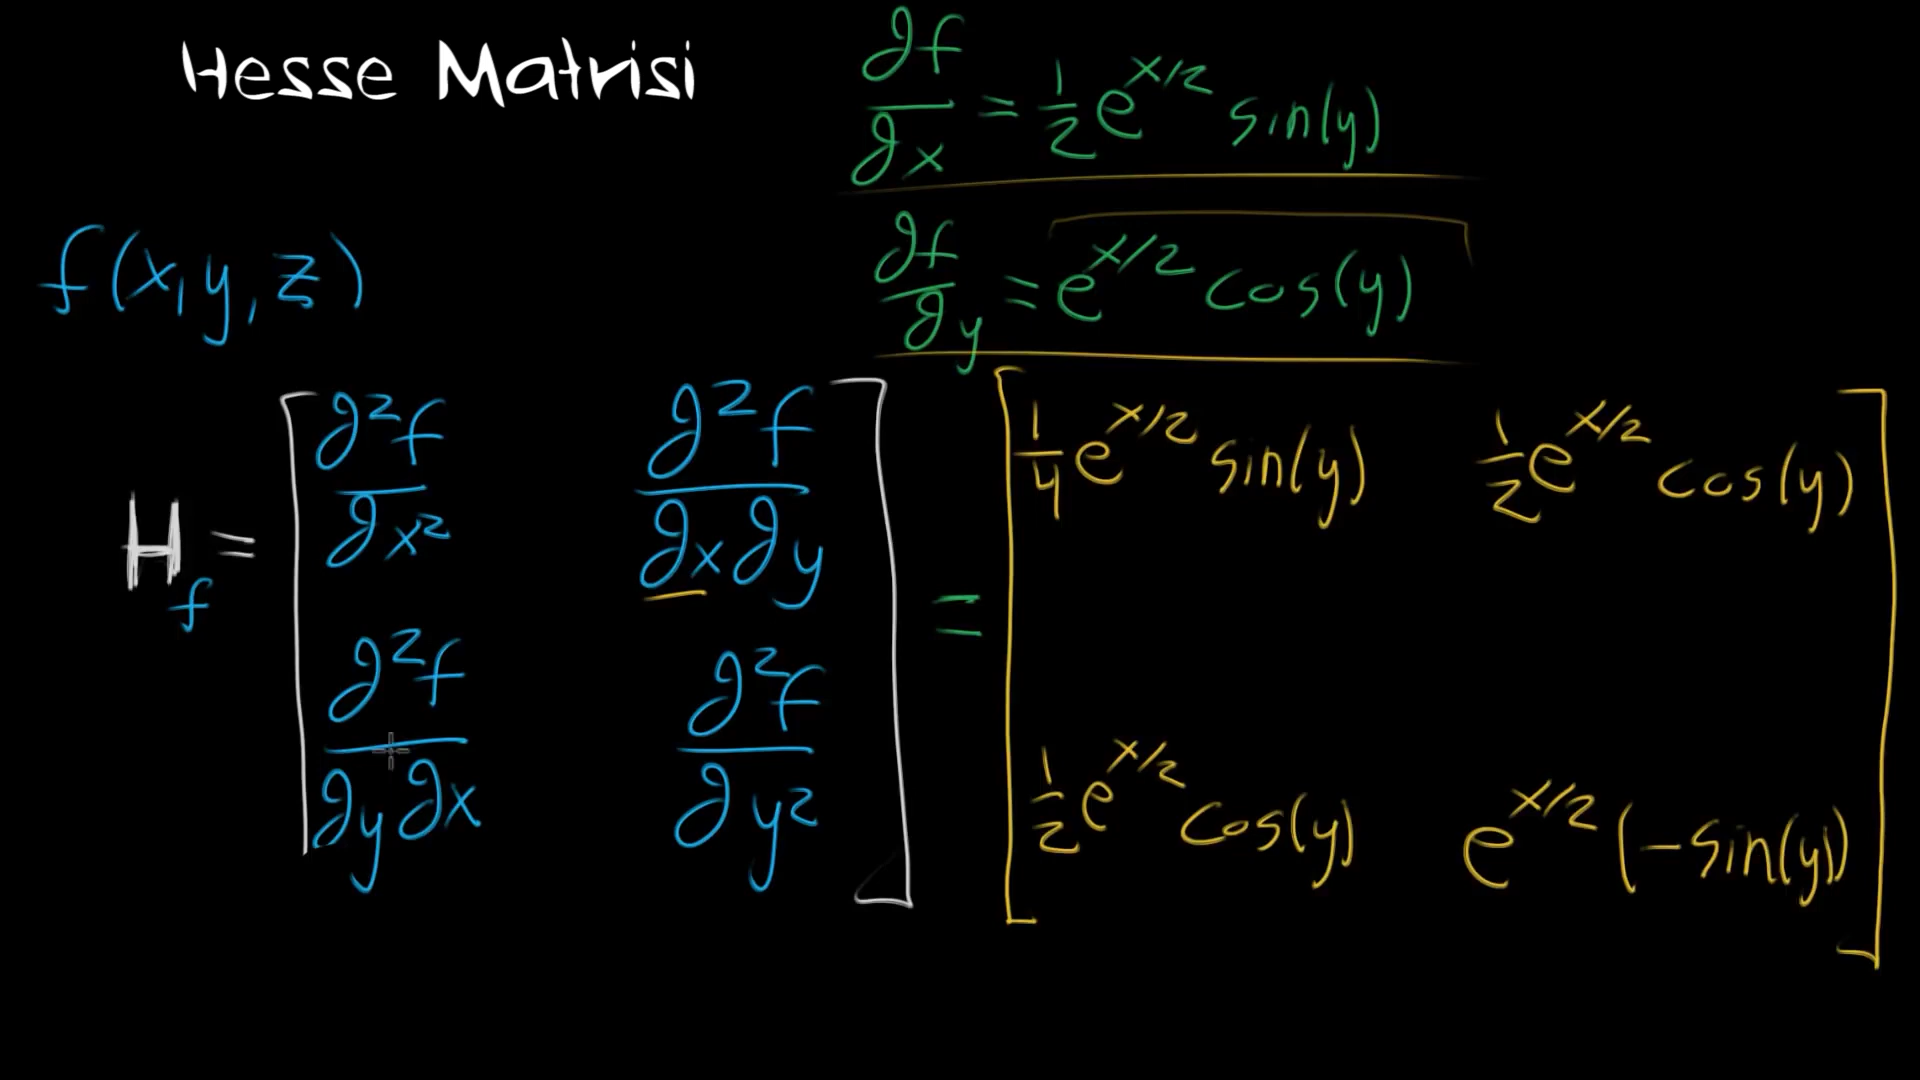 Hesse Matrisi
∂f/∂x = 1/2 e^(x/2) sin(y)
f(x,y,z)
∂f/∂y = e^(x/2) cos(y)
H_f = [ ∂²f/∂x² ∂²f/∂x∂y ; ∂²f/∂y∂x ∂²f/∂y² ] = [ 1/4 e^(x/2) sin(y) 1/2 e^(x/2) cos(y) ; 1/2 e^(x/2) cos(y) e^(x/2) (-sin(y)) ]